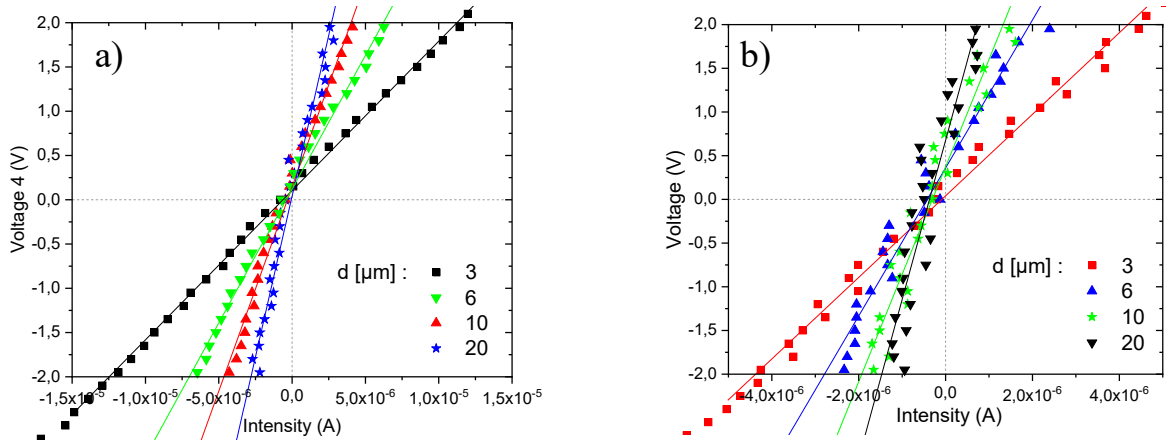 a)
Voltage 4 (V)
2,0
1,5
1,0
0,5
0,0
-0,5
-1,0
-1,5
-2,0
d [µm] :
3
6
10
20
-1,5x10⁻⁵ -1,0x10⁻⁵ -5,0x10⁻⁶ 0,0 5,0x10⁻⁶ 1,0x10⁻⁵ 1,5x10⁻⁵
Intensity (A)
b)
Voltage (V)
2,0
1,5
1,0
0,5
0,0
-0,5
-1,0
-1,5
-2,0
d [µm] :
3
6
10
20
-4,0x10⁻⁶ -2,0x10⁻⁶ 0,0 2,0x10⁻⁶ 4,0x10⁻⁶
Intensity (A)